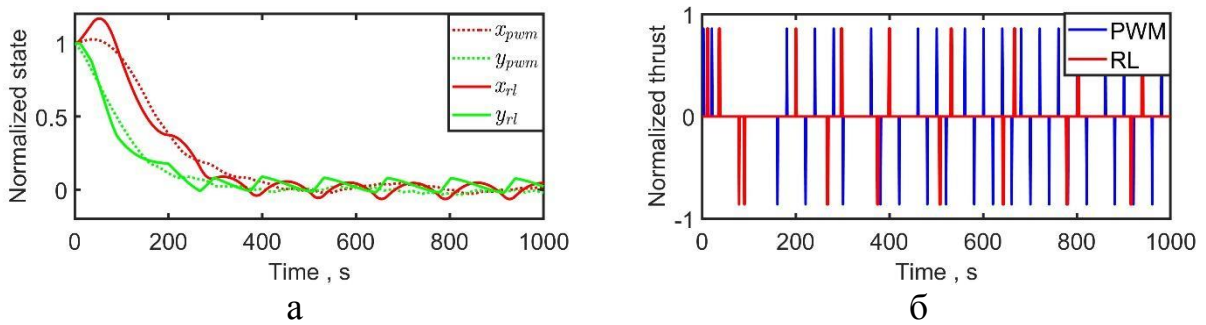 Normalized state
1
0.5
0
0 200 400 600 800 1000
Time , s
x_pwm
y_pwm
x_rl
y_rl
а
Normalized thrust
1
0
-1
0 200 400 600 800 1000
Time , s
PWM
RL
б